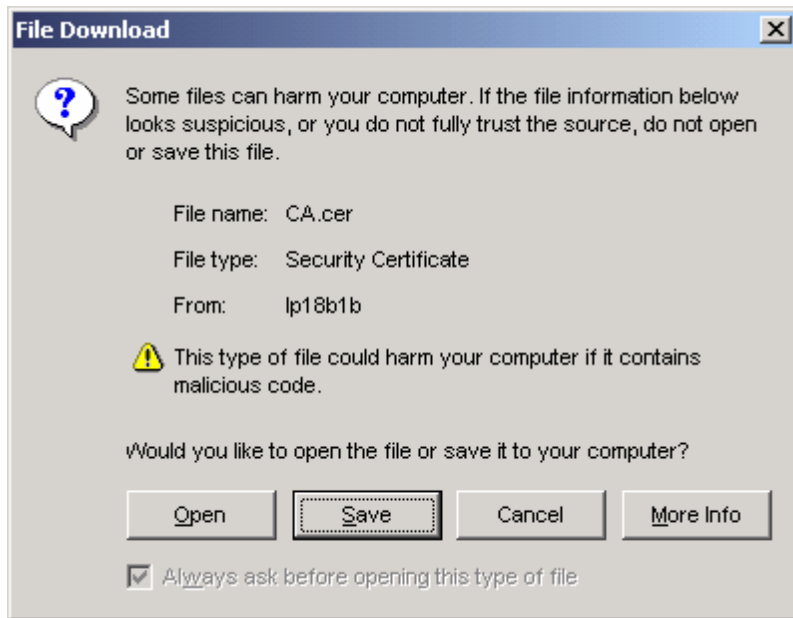 File Download
Some files can harm your computer. If the file information below
looks suspicious, or you do not fully trust the source, do not open
or save this file.
File name: CA.cer
File type: Security Certificate
From: lp18b1b
This type of file could harm your computer if it contains
malicious code.
Would you like to open the file or save it to your computer?
Open Save Cancel More Info
Always ask before opening this type of file